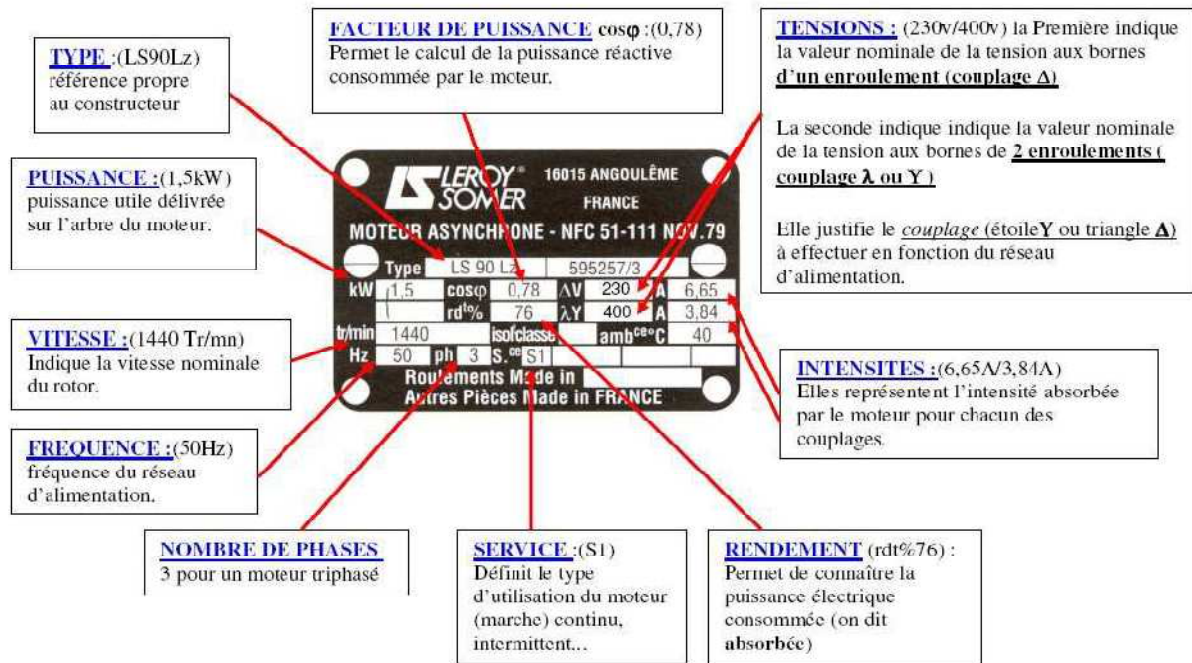 FACTEUR DE PUISSANCE cosφ :(0,78)
Permet le calcul de la puissance réactive
consommée par le moteur.
TENSIONS : (230v/400v) la Première indique
la valeur nominale de la tension aux bornes
d'un enroulement (couplage Δ)
La seconde indique indique la valeur nominale
de la tension aux bornes de 2 enroulements (
couplage λ ou Y )
Elle justifie le couplage (étoileY ou triangle Δ)
à effectuer en fonction du réseau
d'alimentation.
TYPE :(LS90Lz)
référence propre
au constructeur
PUISSANCE :(1,5kW)
puissance utile délivrée
sur l'arbre du moteur.
LS LEROY® 16015 ANGOULÊME
SOMER FRANCE
MOTEUR ASYNCHRONE - NFC 51-111 NOV.79
Type LS 90 Lz 595257/3
kW 1,5 cosφ 0,78 ΔV 230 A 6,65
rdt% 76 λY 400 A 3,84
tr/min 1440 isolclasse ambce°C 40
Hz 50 ph 3 S.ce S1
Roulements Made in
Autres Pièces Made in FRANCE
VITESSE :(1440 Tr/mn)
Indique la vitesse nominale
du rotor.
INTENSITES :(6,65A/3,84A)
Elles représentent l'intensité absorbée
par le moteur pour chacun des
couplages.
FREQUENCE :(50Hz)
fréquence du réseau
d'alimentation.
NOMBRE DE PHASES
3 pour un moteur triphasé
SERVICE :(S1)
Définit le type
d'utilisation du moteur
(marche) continu,
intermittent...
RENDEMENT (rdt%76) :
Permet de connaître la
puissance électrique
consommée (on dit
absorbée)